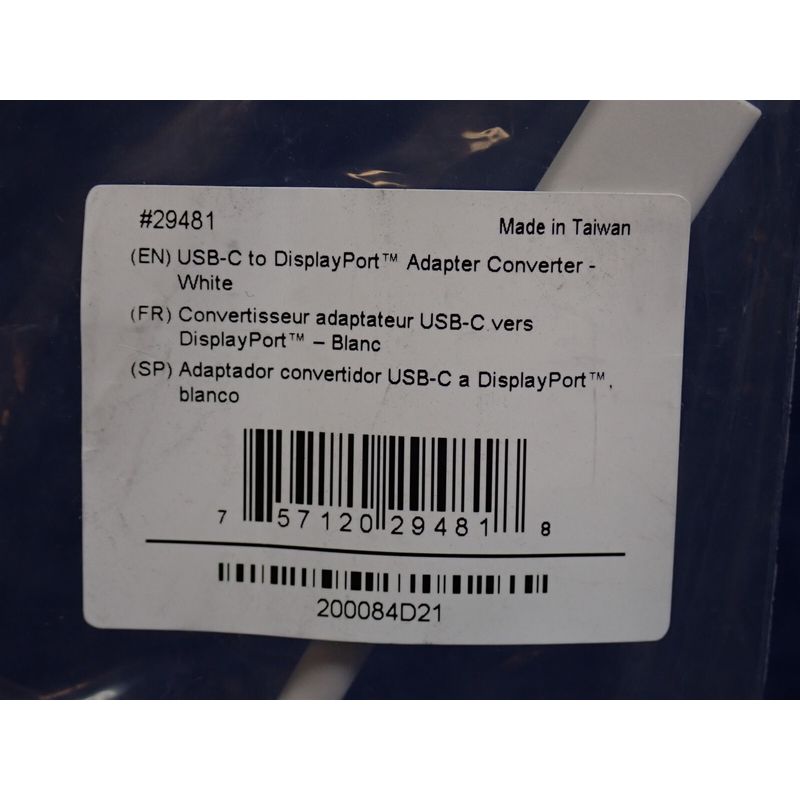 #29481
Made in Taiwan
(EN) USB-C to DisplayPort™ Adapter Converter -
White
(FR) Convertisseur adaptateur USB-C vers
DisplayPort™ – Blanc
(SP) Adaptador convertidor USB-C a DisplayPort™,
blanco
7 57120 29481 8
200084D21